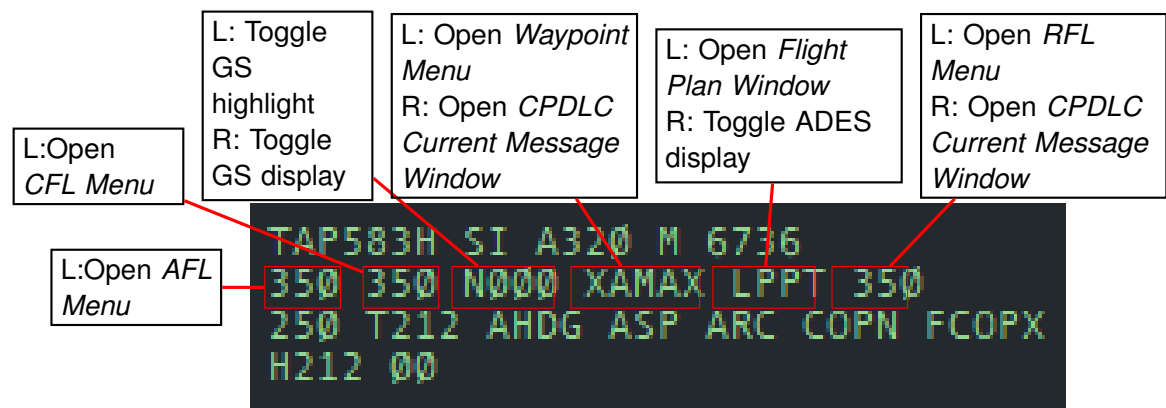 L: Toggle
GS
highlight
R: Toggle
GS display
L: Open Waypoint
Menu
R: Open CPDLC
Current Message
Window
L: Open Flight
Plan Window
R: Toggle ADES
display
L: Open RFL
Menu
R: Open CPDLC
Current Message
Window
L:Open
CFL Menu
L:Open AFL
Menu
TAP583H SI A320 M 6736
350 350 N000 XAMAX LPPT 350
250 T212 AHDG ASP ARC COPN FCOPX
H212 00